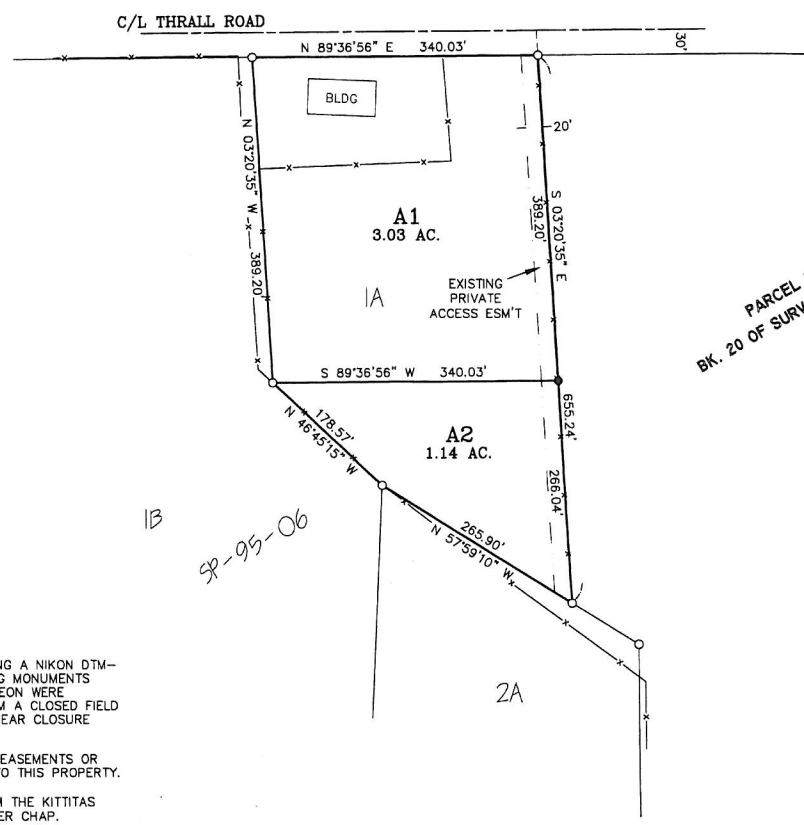 C/L THRALL ROAD
N 89°36'56" E 340.03'
30'
BLDG
20'
N 03°20'35" W
389.20'
S 03°20'35" E
389.20'
A1
3.03 AC.
1A
EXISTING
PRIVATE
ACCESS ESM'T
PARCEL
BK. 20 OF SURV
S 89°36'56" W 340.03'
178.57'
N 46°45'15" W
A2
1.14 AC.
655.24'
266.04'
265.90'
N 57°59'10" W
1B
SP-95-06
2A
NG A NIKON DTM-
G MONUMENTS
EON WERE
M A CLOSED FIELD
EAR CLOSURE
EASEMENTS OR
TO THIS PROPERTY.
THE KITTITAS
ER CHAP.